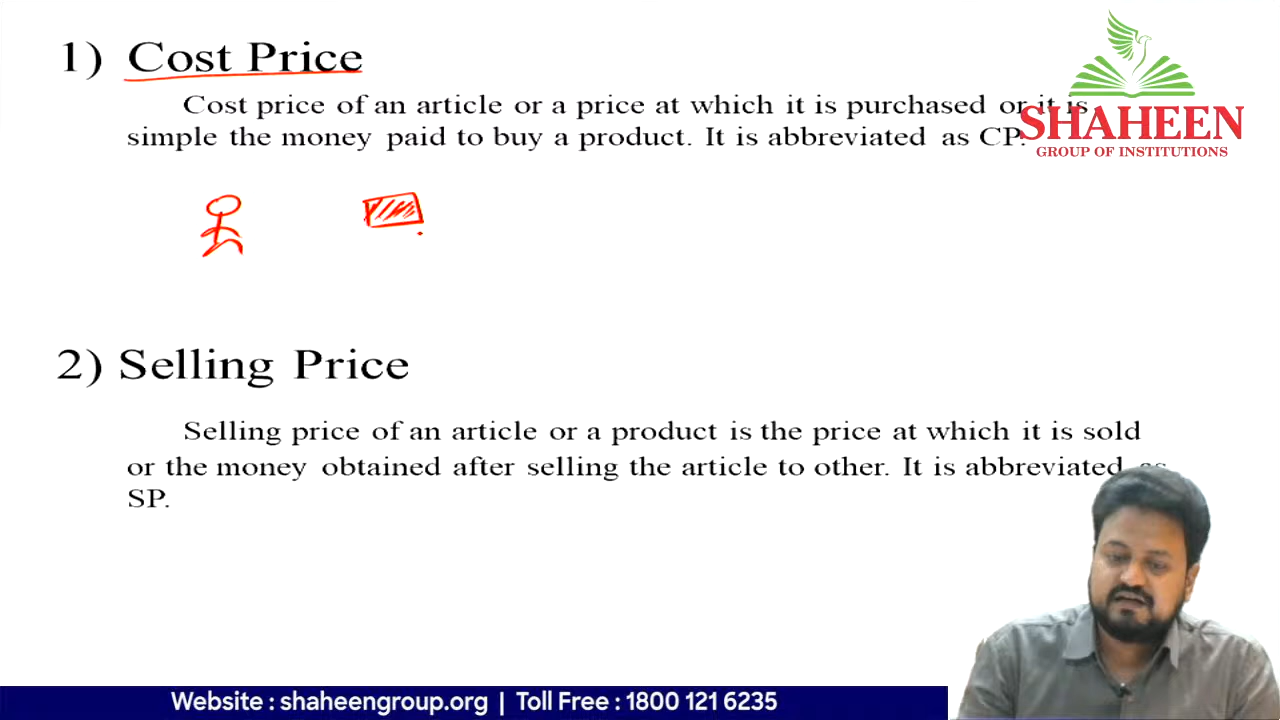 1) Cost Price
Cost price of an article or a price at which it is purchased or it is
simple the money paid to buy a product. It is abbreviated as CP.
SHAHEEN
GROUP OF INSTITUTIONS
2) Selling Price
Selling price of an article or a product is the price at which it is sold
or the money obtained after selling the article to other. It is abbreviated as
SP.
Website : shaheengroup.org | Toll Free : 1800 121 6235